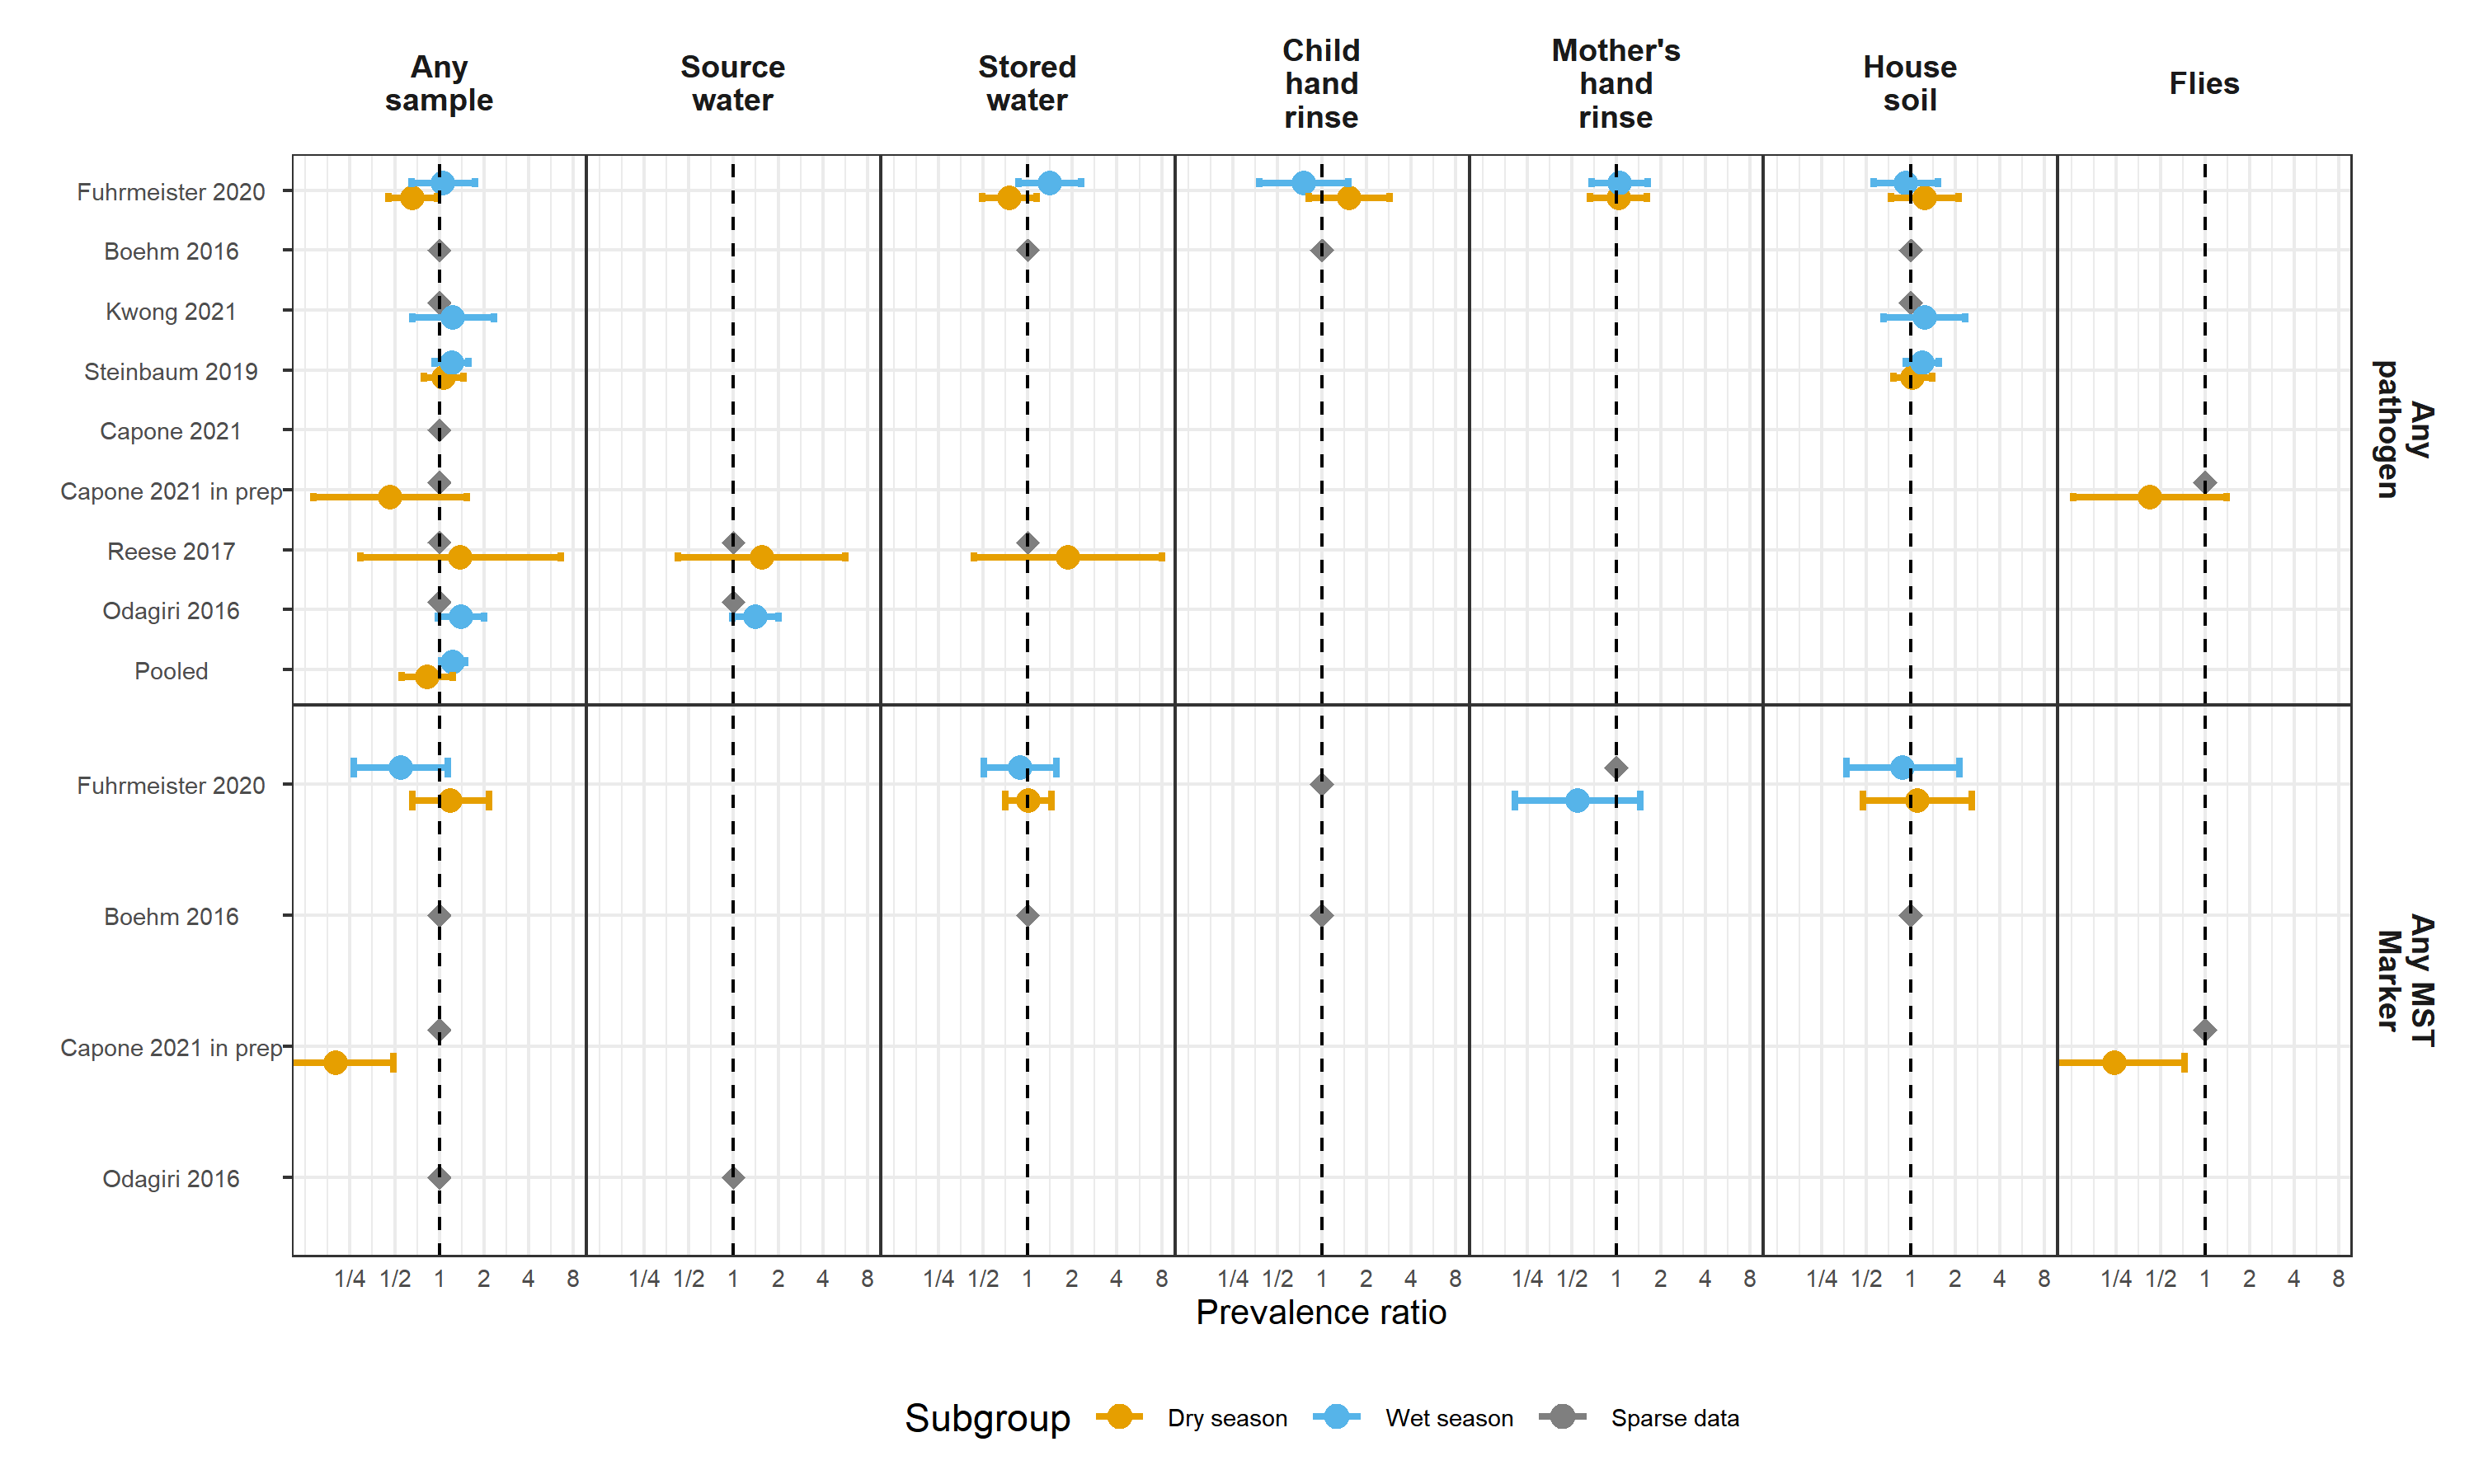 Any
sample
Source
water
Stored
water
Child
hand
rinse
Mother's
hand
rinse
House
soil
Flies
Fuhrmeister 2020
Boehm 2016
Kwong 2021
Steinbaum 2019
Capone 2021
Capone 2021 in prep
Reese 2017
Odagiri 2016
Pooled
Any
pathogen
Fuhrmeister 2020
Boehm 2016
Capone 2021 in prep
Odagiri 2016
Any MST
Marker
1/4 1/2 1 2 4 8 1/4 1/2 1 2 4 8 1/4 1/2 1 2 4 8 1/4 1/2 1 2 4 8 1/4 1/2 1 2 4 8 1/4 1/2 1 2 4 8 1/4 1/2 1 2 4 8
Prevalence ratio
Subgroup Dry season Wet season Sparse data